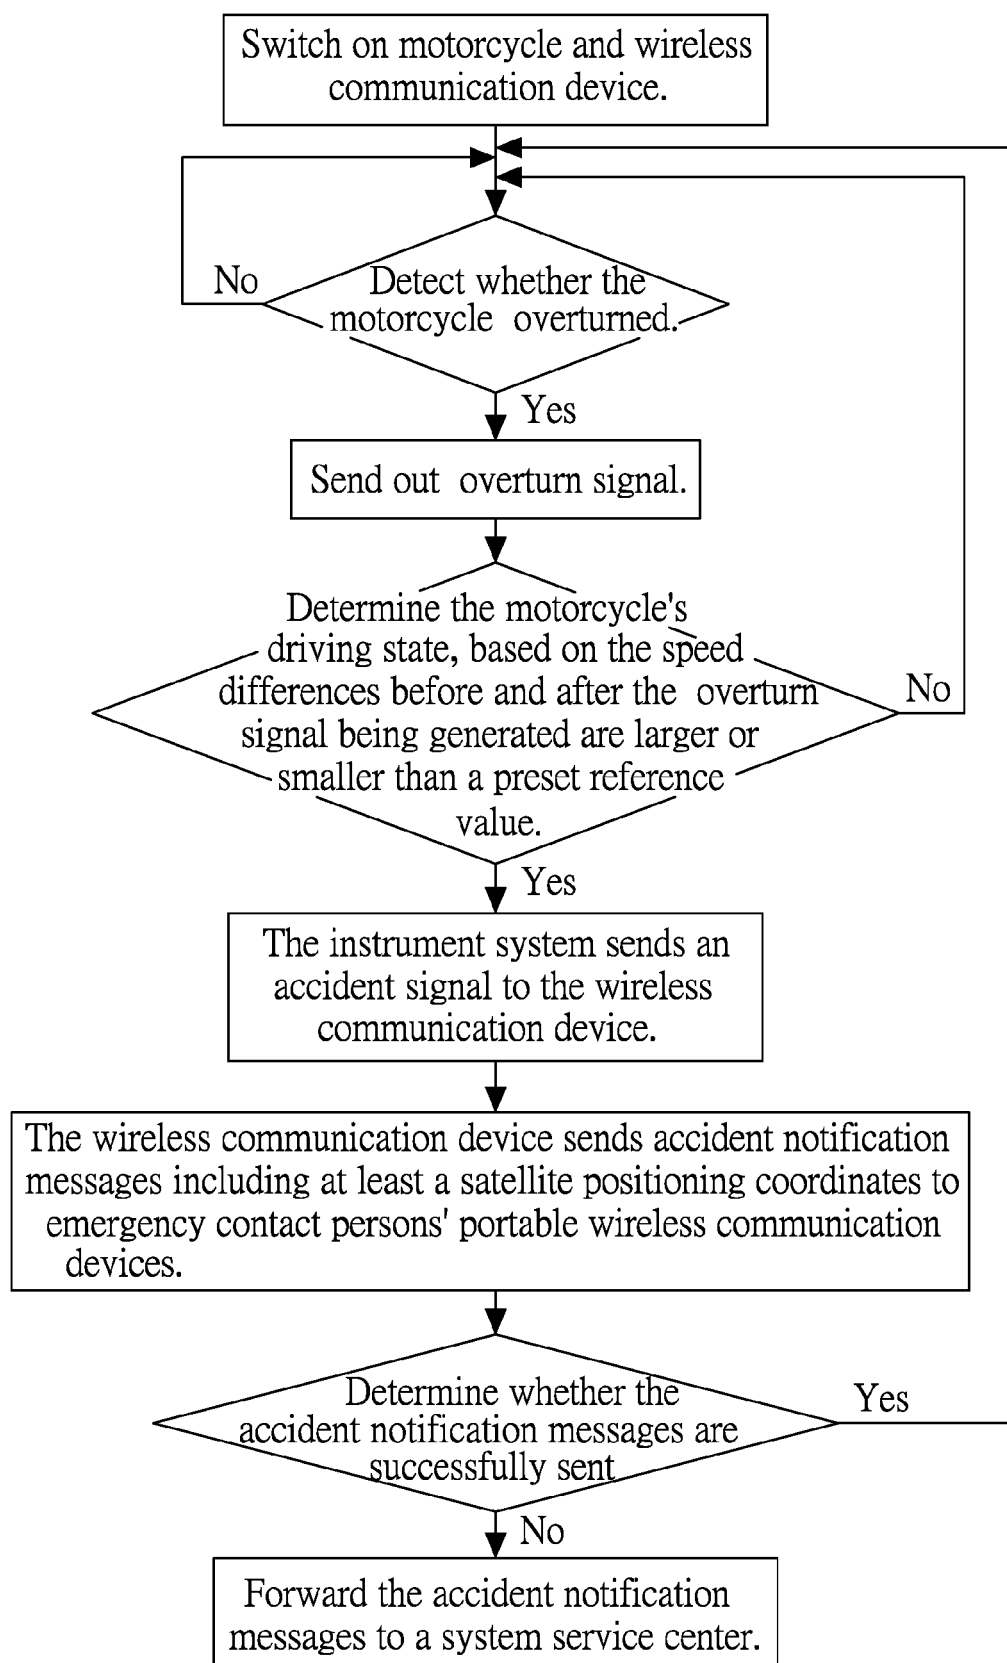 Switch on motorcycle and wireless
communication device.
No
Detect whether the
motorcycle overturned.
Yes
Send out overturn signal.
Determine the motorcycle's
driving state, based on the speed
differences before and after the overturn
No
signal being generated are larger or
smaller than a preset reference
value.
Yes
The instrument system sends an
accident signal to the wireless
communication device.
The wireless communication device sends accident notification
messages including at least a satellite positioning coordinates to
emergency contact persons' portable wireless communication
devices.
Determine whether the
Yes
accident notification messages are
successfully sent
No
Forward the accident notification
messages to a system service center.